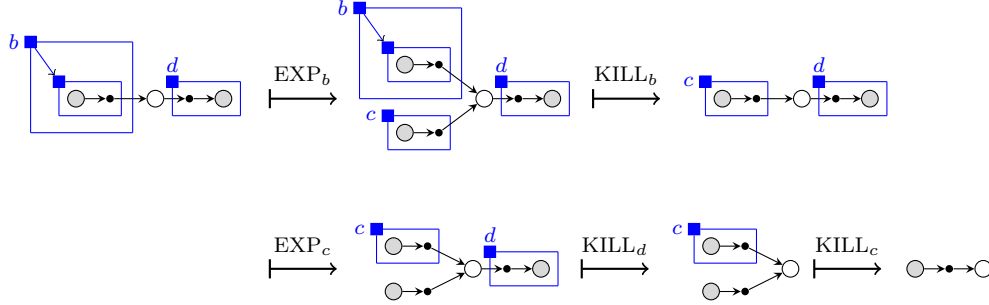 b d EXP_b b c d KILL_b c d
EXP_c c d KILL_d c KILL_c